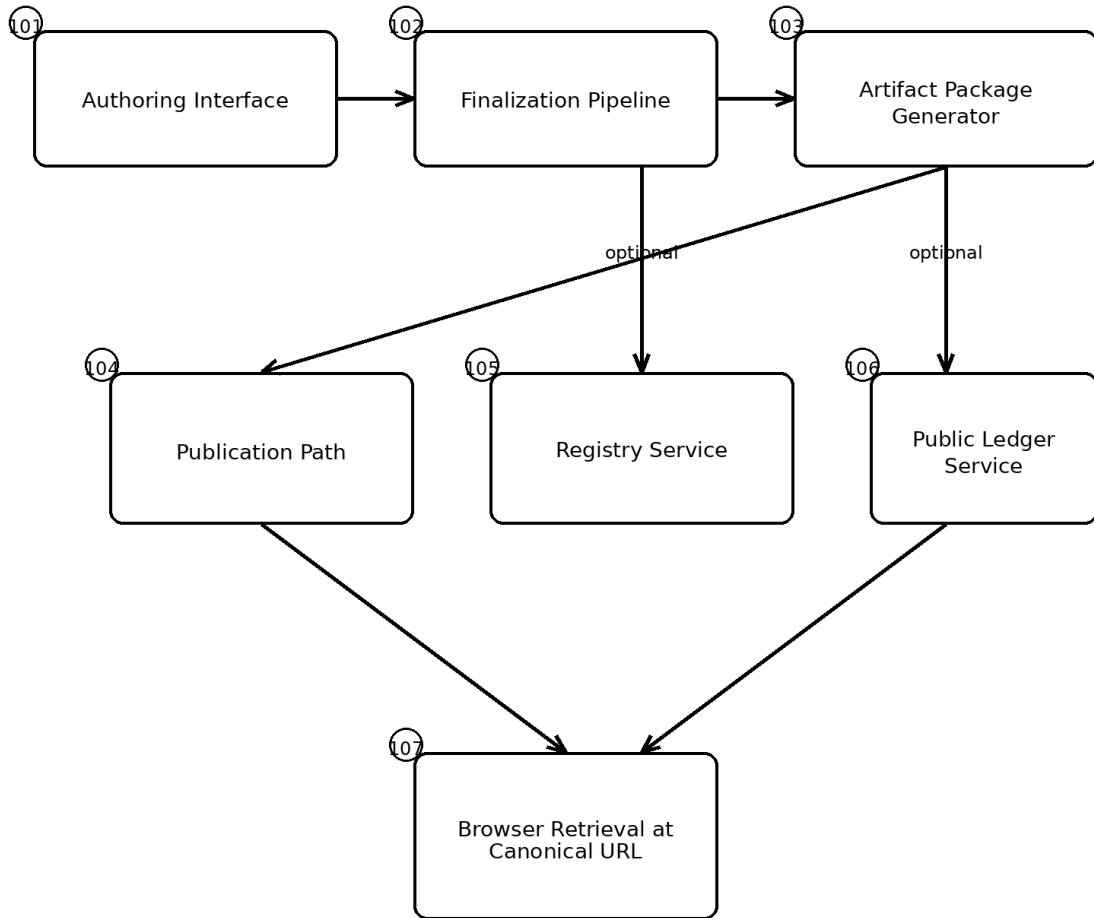 101
102
103
Authoring Interface
Finalization Pipeline
Artifact Package
Generator
optional
optional
104
105
106
Publication Path
Registry Service
Public Ledger
Service
107
Browser Retrieval at
Canonical URL